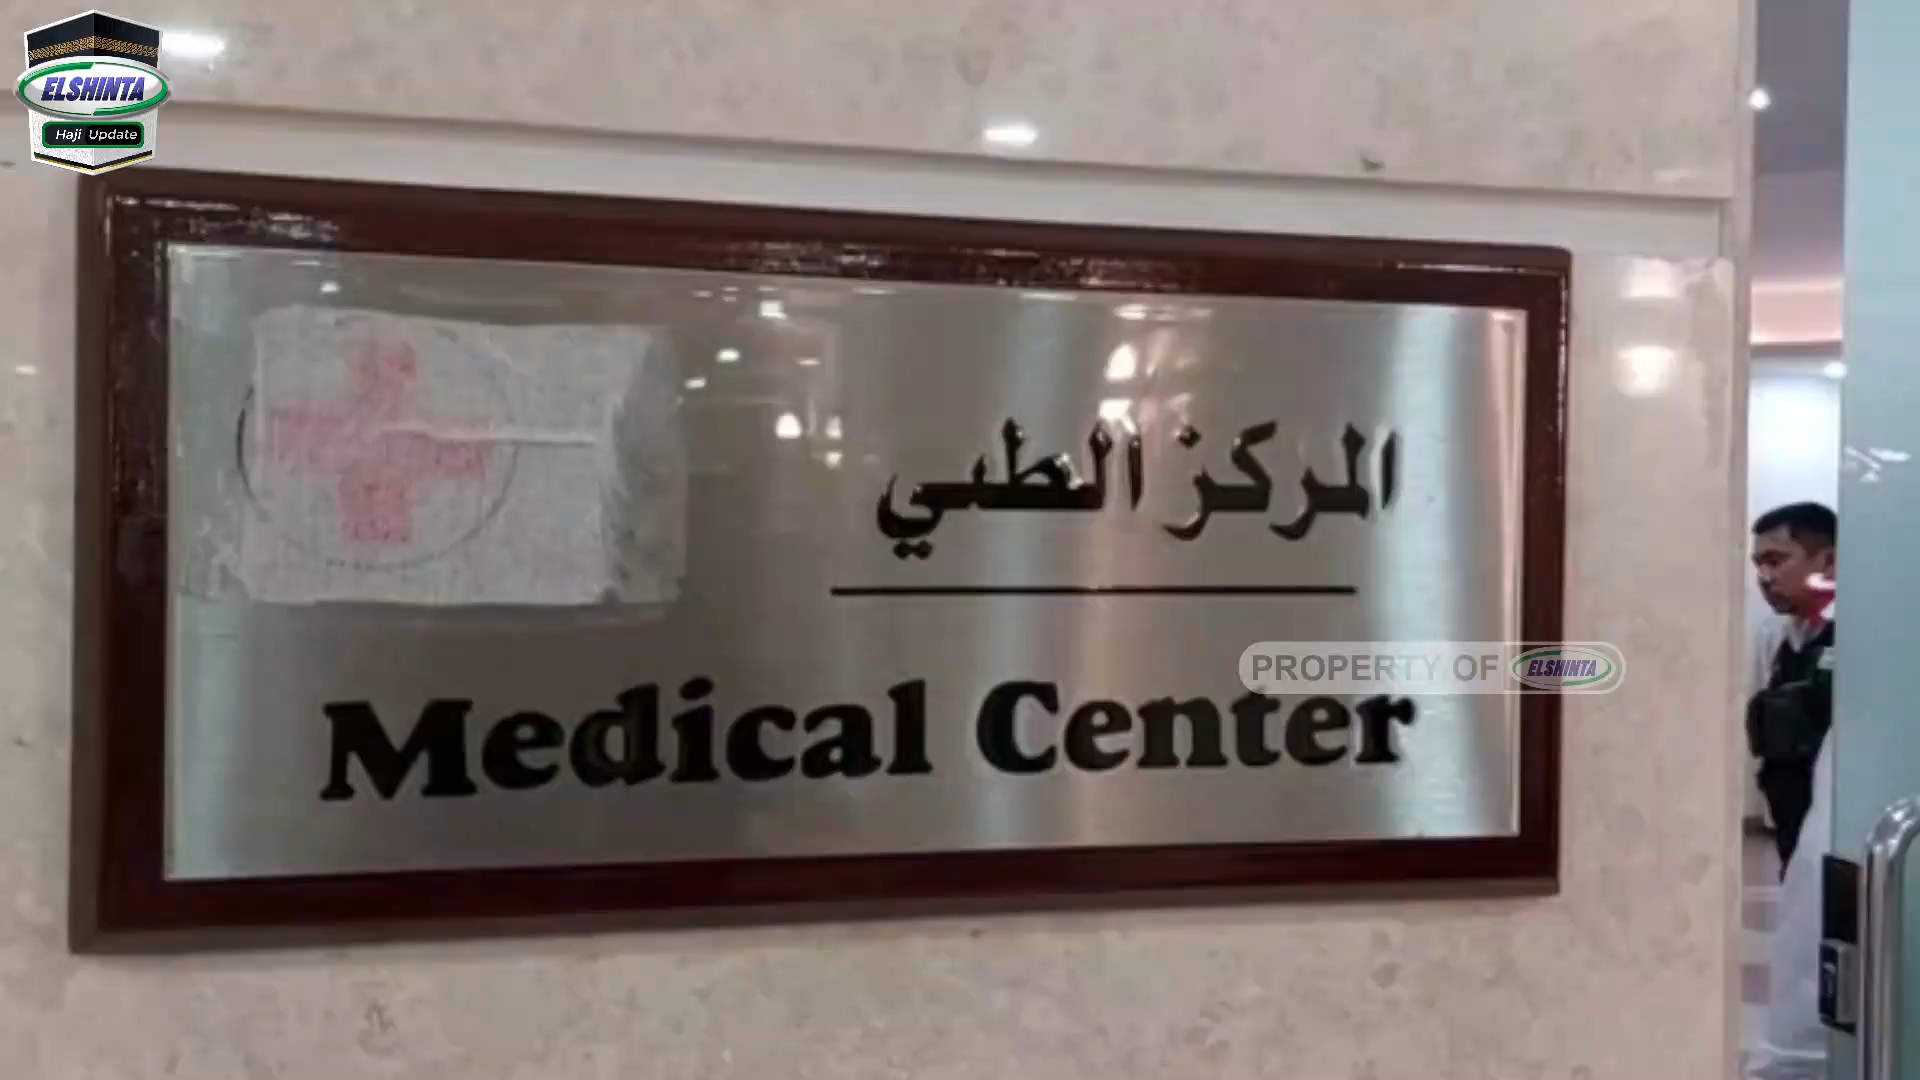 ELSHINTA
Haji Update
المركز الطبي
PROPERTY OF ELSHINTA
Medical Center